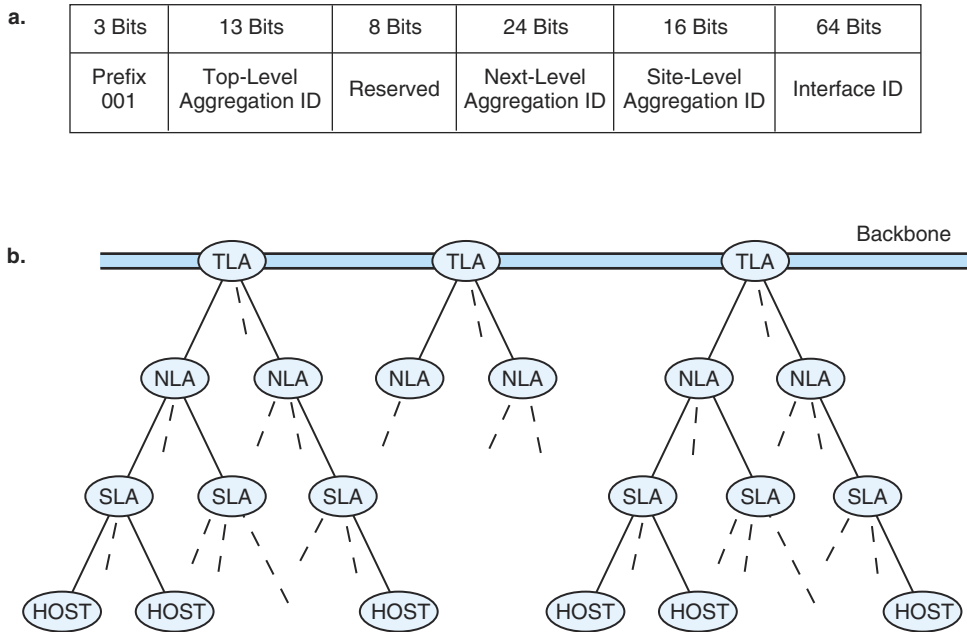 a.
3 Bits 13 Bits 8 Bits 24 Bits 16 Bits 64 Bits
Prefix 001 Top-Level Aggregation ID Reserved Next-Level Aggregation ID Site-Level Aggregation ID Interface ID
b.
Backbone
TLA TLA TLA
NLA NLA NLA NLA NLA NLA
SLA SLA SLA SLA SLA SLA
HOST HOST HOST HOST HOST HOST